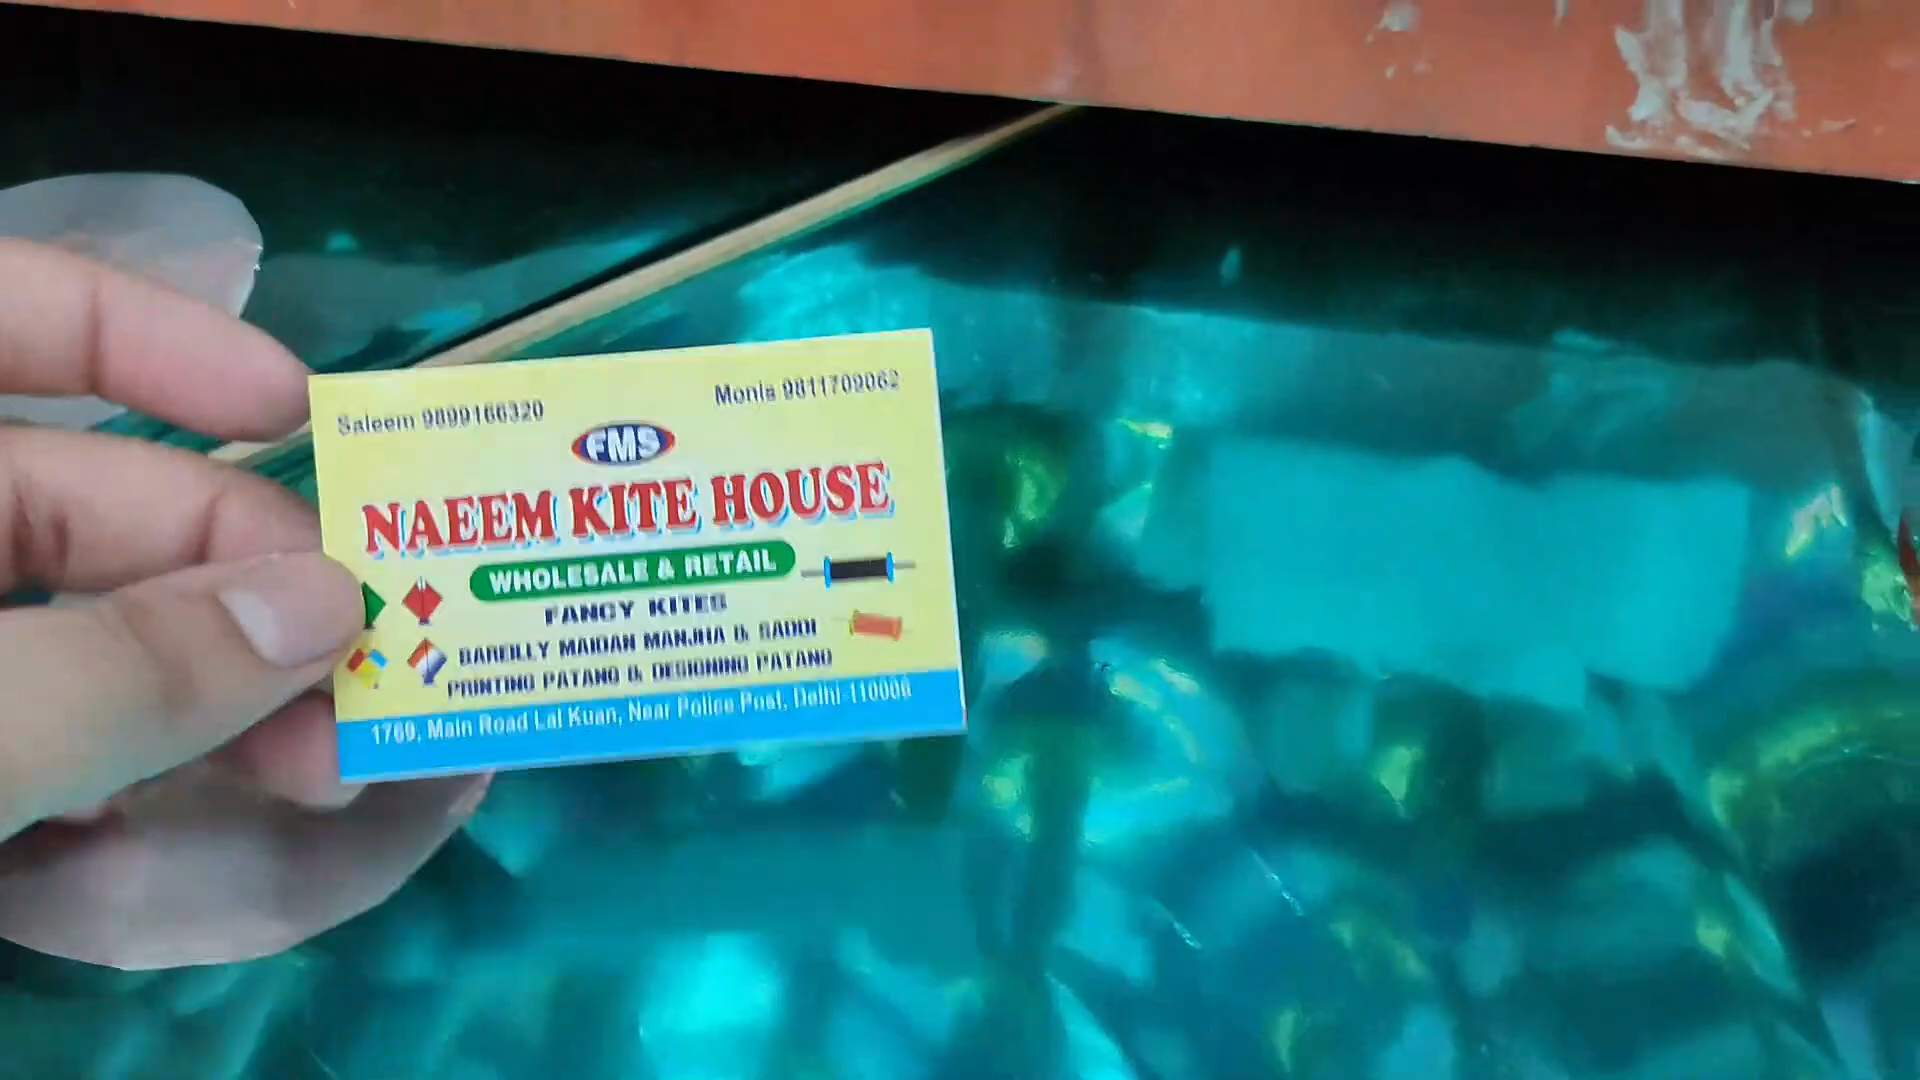 Saleem 9899166320
Monis 9811709062
FMS
NAEEM KITE HOUSE
WHOLESALE & RETAIL
FANCY KITES
BAREILLY MAIDAN MANJHA & SADDI
PRINTING PATANG & DESIGNING PATANG
1769, Main Road Lal Kuan, Near Police Post, Delhi-110006